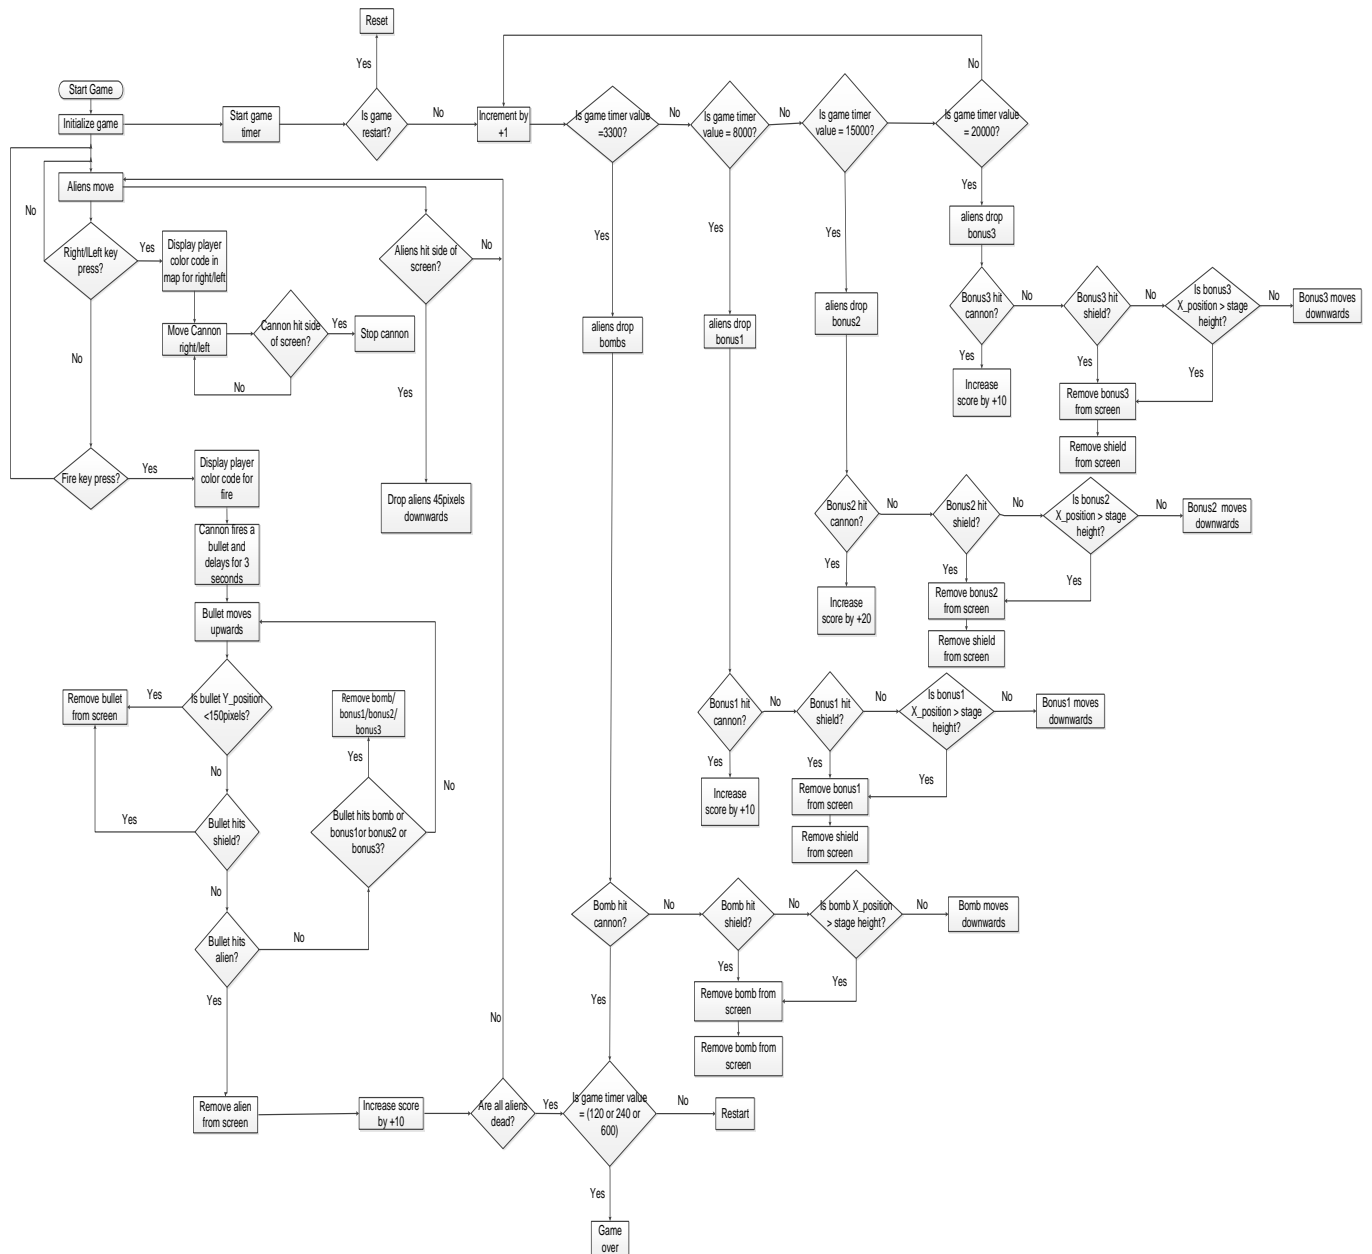 Reset
Yes
No
Start Game
Initialize game
Start game
timer
Is game
restart?
No
Increment by
+1
Is game timer value
=3300?
No
Is game timer
value = 8000?
No
Is game timer
value = 15000?
Is game timer value
= 20000?
Yes
aliens drop
bonus3
Aliens move
No
Right/lLeft key
press?
Yes
Display player
color code in
map for right/left
Move Cannon
right/left
Cannon hit side
of screen?
Yes
Stop cannon
No
No
Aliens hit side of
screen?
No
Yes
Drop aliens 45pixels
downwards
Yes
aliens drop
bombs
Yes
aliens drop
bonus1
Yes
aliens drop
bonus2
Bonus3 hit
cannon?
No
Bonus3 hit
shield?
No
Is bonus3
X_position > stage
height?
No
Bonus3 moves
downwards
Yes
Increase
score by +10
Yes
Yes
Remove bonus3
from screen
Remove shield
from screen
Fire key press?
Yes
Display player
color code for
fire
Cannon fires a
bullet and
delays for 3
seconds
Bullet moves
upwards
Bonus2 hit
cannon?
No
Bonus2 hit
shield?
No
Is bonus2
X_position > stage
height?
No
Bonus2 moves
downwards
Yes
Increase
score by +20
Yes
Yes
Remove bonus2
from screen
Remove shield
from screen
Remove bullet
from screen
Yes
Is bullet Y_position
<150pixels?
Remove bomb/
bonus1/bonus2/
bonus3
Yes
No
No
Bullet hits
shield?
Yes
Bullet hits bomb or
bonus1or bonus2 or
bonus3?
No
Bullet hits
alien?
No
Yes
Bonus1 hit
cannon?
No
Bonus1 hit
shield?
No
Is bonus1
X_position > stage
height?
No
Bonus1 moves
downwards
Yes
Increase
score by +10
Yes
Yes
Remove bonus1
from screen
Remove shield
from screen
Bomb hit
cannon?
No
Bomb hit
shield?
No
Is bomb X_position
> stage height?
No
Bomb moves
downwards
Yes
Yes
Yes
Remove bomb from
screen
Remove bomb from
screen
No
Remove alien
from screen
Increase score
by +10
Are all aliens
dead?
Yes
Is game timer value
= (120 or 240 or
600)
No
Restart
Yes
Game
over